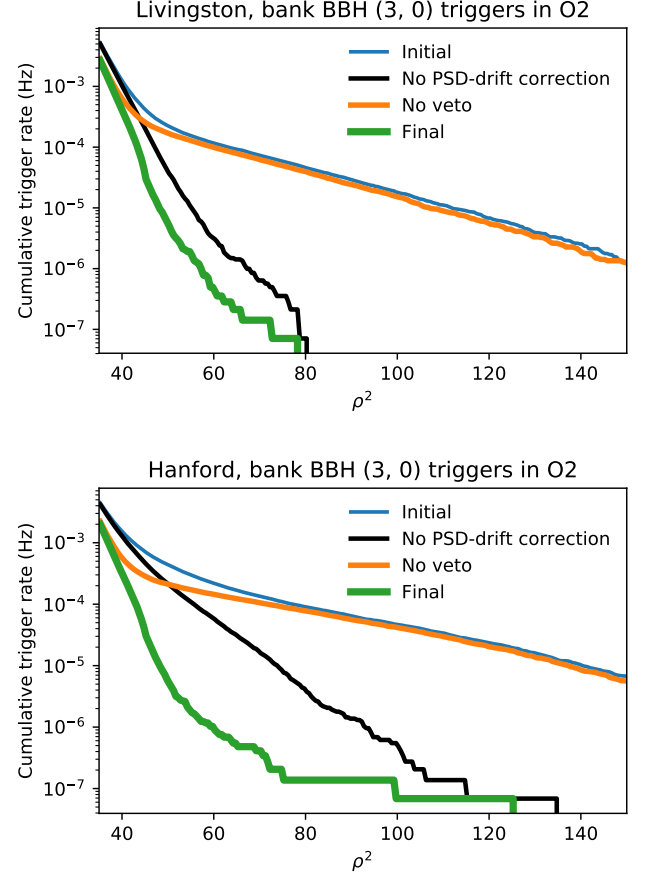 Livingston, bank BBH (3, 0) triggers in O2
Cumulative trigger rate (Hz)
10⁻³
10⁻⁴
10⁻⁵
10⁻⁶
10⁻⁷
Initial
No PSD-drift correction
No veto
Final
40 60 80 100 120 140
ρ²
Hanford, bank BBH (3, 0) triggers in O2
Cumulative trigger rate (Hz)
10⁻³
10⁻⁴
10⁻⁵
10⁻⁶
10⁻⁷
Initial
No PSD-drift correction
No veto
Final
40 60 80 100 120 140
ρ²